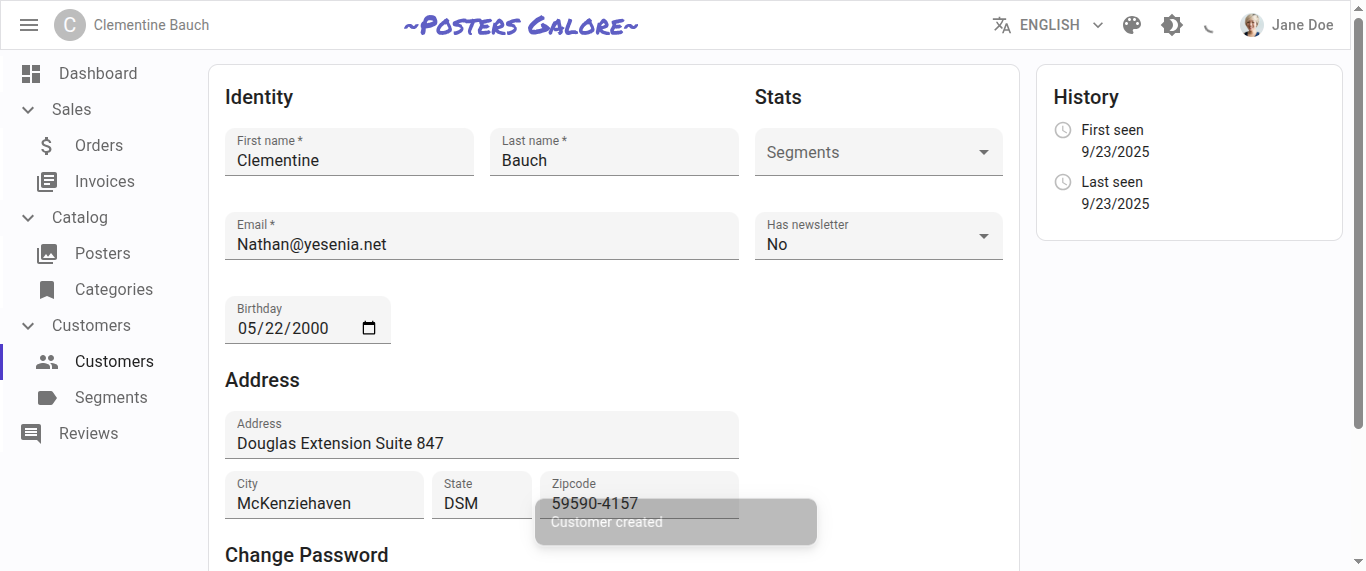 C Clementine Bauch
~Posters Galore~
ENGLISH
Jane Doe
Dashboard
Sales
Orders
Invoices
Catalog
Posters
Categories
Customers
Customers
Segments
Reviews
Identity
First name *
Clementine
Last name *
Bauch
Email *
Nathan@yesenia.net
Birthday
05/22/2000
Stats
Segments
Has newsletter
No
Address
Address
Douglas Extension Suite 847
City
McKenziehaven
State
DSM
Zipcode
59590-4157
Customer created
Change Password
History
First seen
9/23/2025
Last seen
9/23/2025